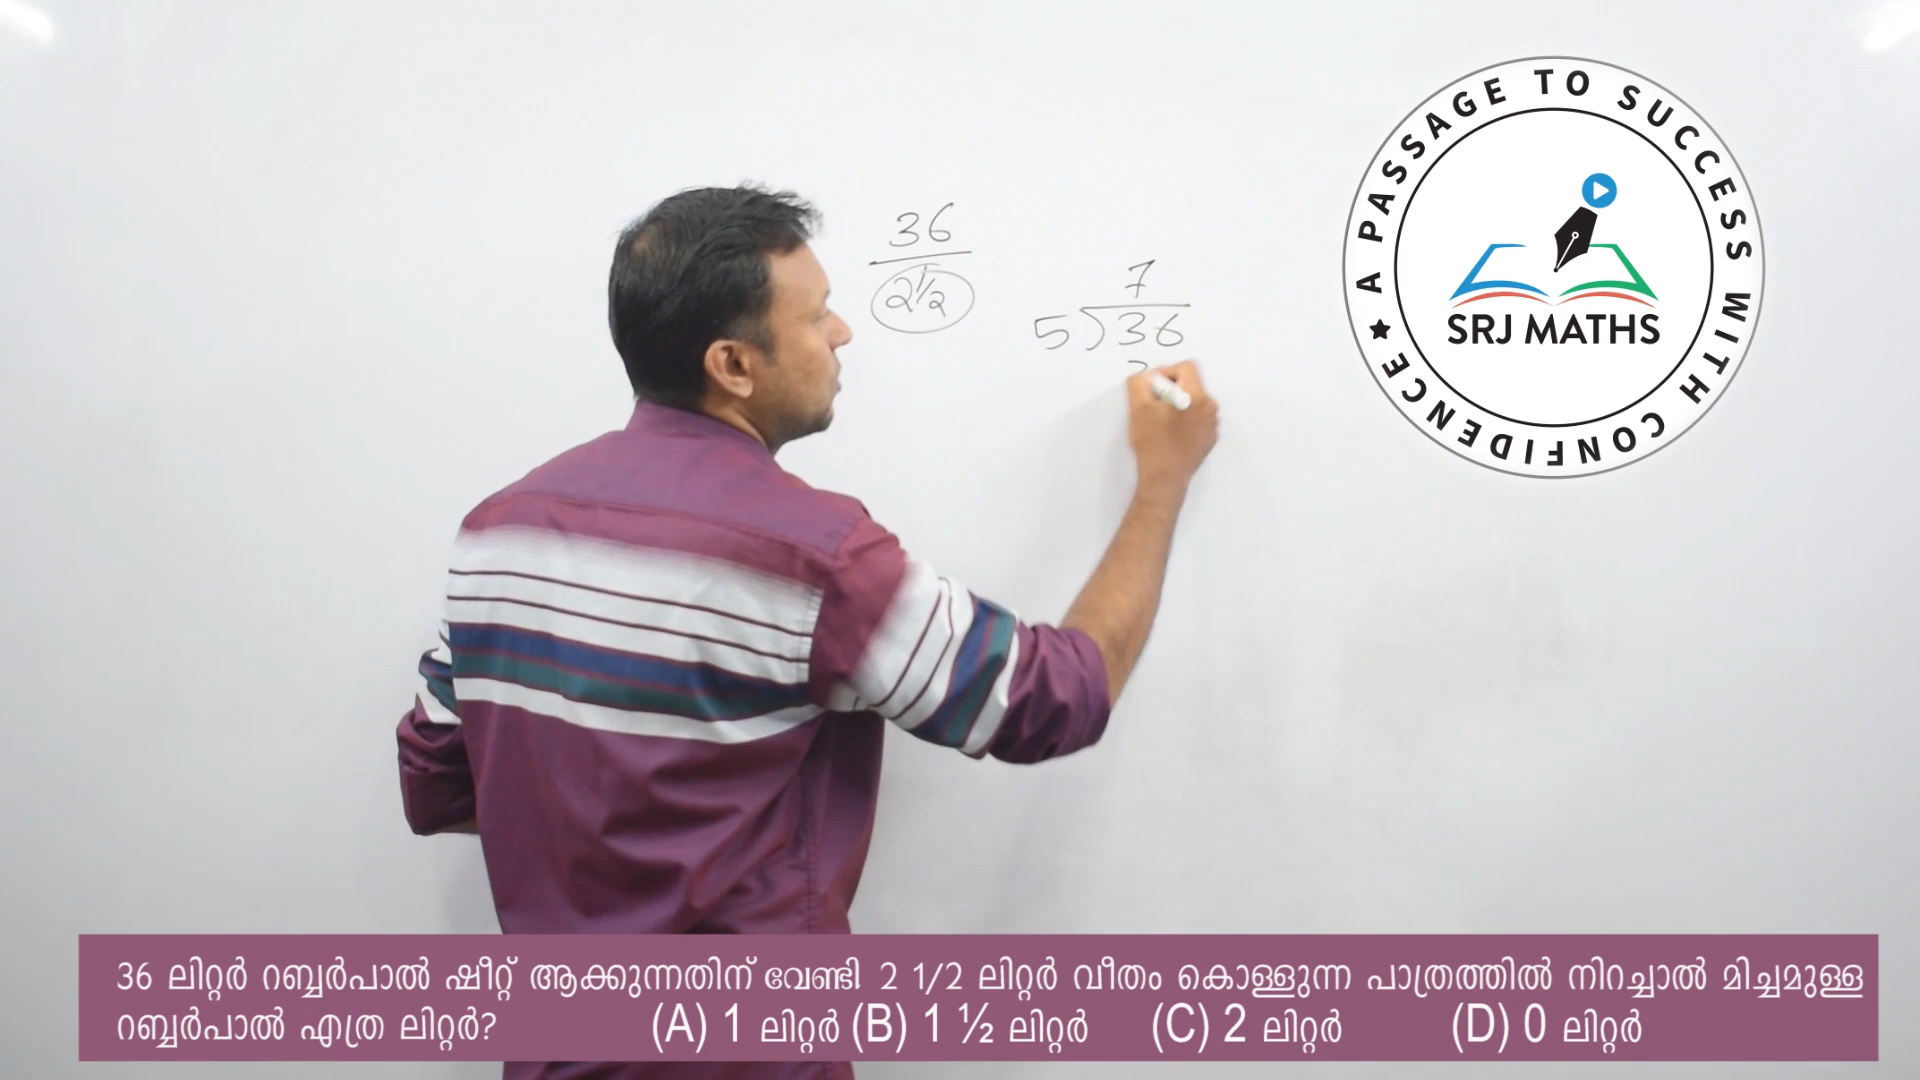 36
2 1/2
7
5) 36
A PASSAGE TO SUCCESS WITH CONFIDENCE ★
SRJ MATHS
36 ലിറ്റർ റബ്ബർപാൽ ഷീറ്റ് ആക്കുന്നതിന് വേണ്ടി 2 1/2 ലിറ്റർ വീതം കൊള്ളുന്ന പാത്രത്തിൽ നിറച്ചാൽ മിച്ചമുള്ള
റബ്ബർപാൽ എത്ര ലിറ്റർ? (A) 1 ലിറ്റർ (B) 1 ½ ലിറ്റർ (C) 2 ലിറ്റർ (D) 0 ലിറ്റർ